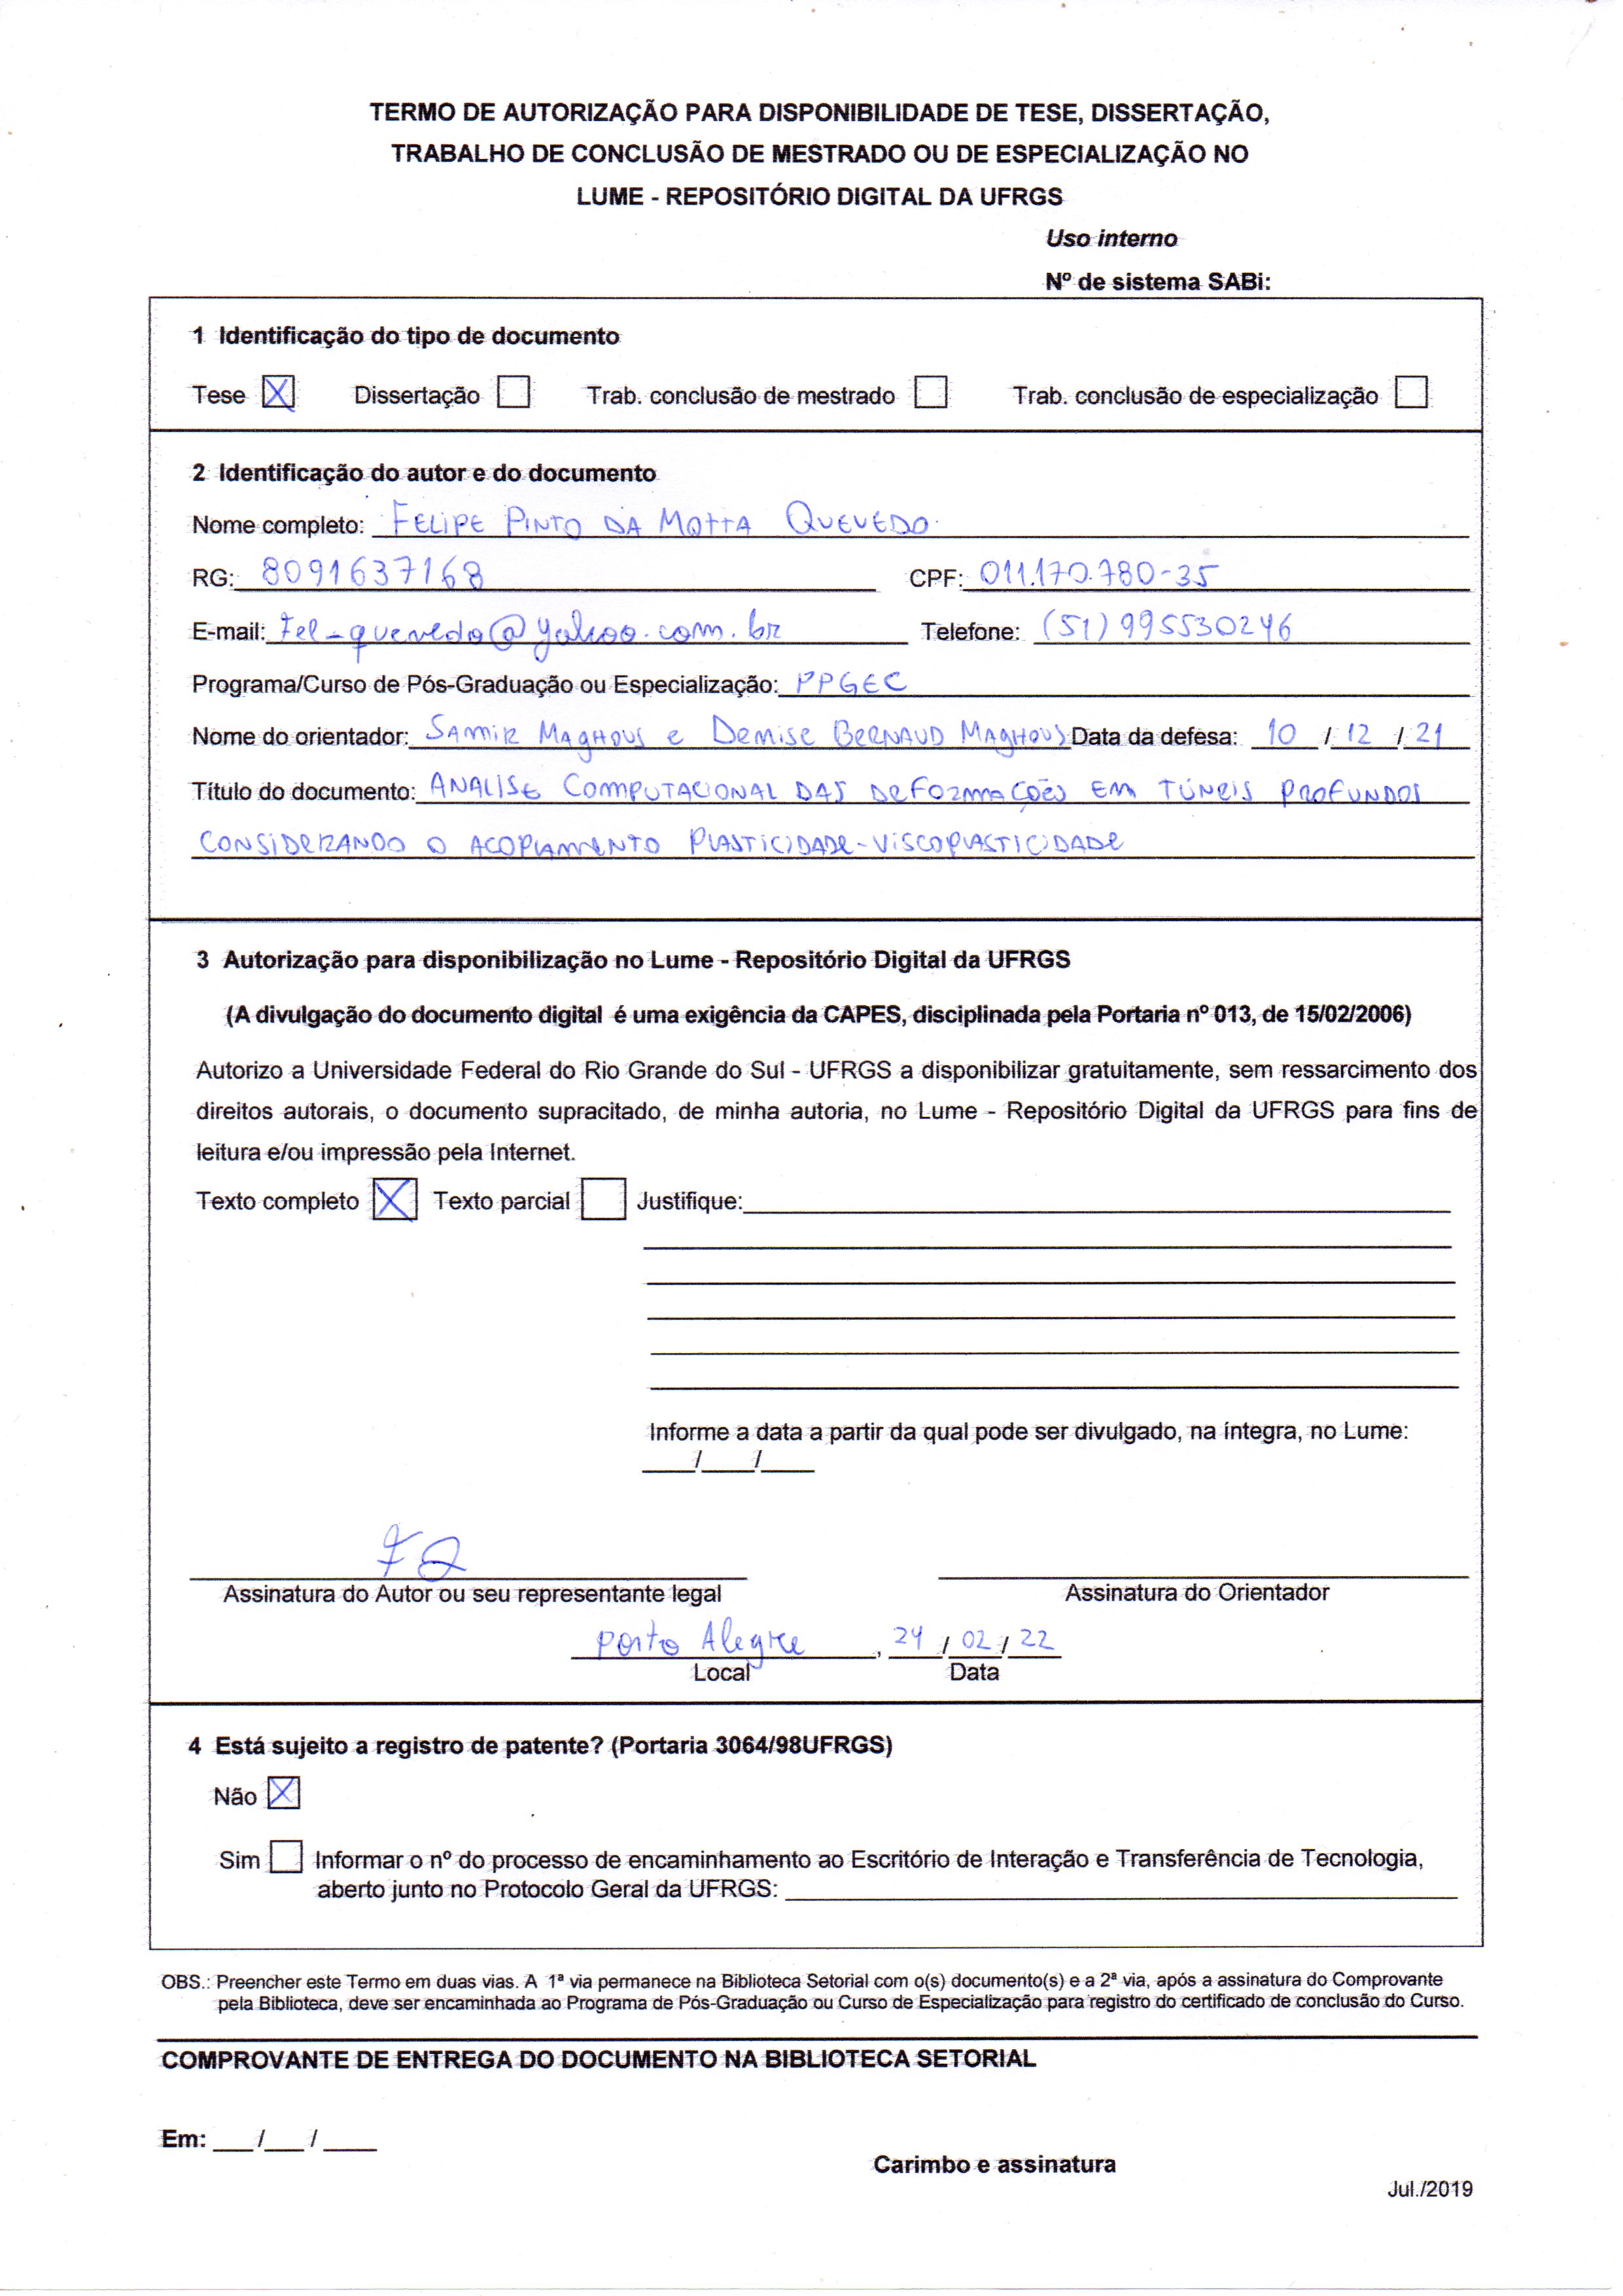 TERMO DE AUTORIZAÇÃO PARA DISPONIBILIDADE DE TESE, DISSERTAÇÃO,
TRABALHO DE CONCLUSÃO DE MESTRADO OU DE ESPECIALIZAÇÃO NO
LUME - REPOSITÓRIO DIGITAL DA UFRGS
Uso interno
Nº de sistema SABi:
1 Identificação do tipo de documento
Tese X Dissertação Trab. conclusão de mestrado Trab. conclusão de especialização
2 Identificação do autor e do documento
Nome completo: FELIPE PINTO DA MOTTA QUEVEDO
RG: 8091637168 CPF: 011.170.780-35
E-mail: fel_quevedo@yahoo.com.br Telefone: (51) 995530246
Programa/Curso de Pós-Graduação ou Especialização: PPGEC
Nome do orientador: SAMIR MAGHOUS e DENISE BERNAUD MAGHOUS Data da defesa: 10 / 12 / 21
Título do documento: ANALISE COMPUTACIONAL DAS DEFORMAÇÕES EM TÚNEIS PROFUNDOS
CONSIDERANDO O ACOPLAMENTO PLASTICIDADE-VISCOPLASTICIDADE
3 Autorização para disponibilização no Lume - Repositório Digital da UFRGS
(A divulgação do documento digital é uma exigência da CAPES, disciplinada pela Portaria nº 013, de 15/02/2006)
Autorizo a Universidade Federal do Rio Grande do Sul - UFRGS a disponibilizar gratuitamente, sem ressarcimento dos
direitos autorais, o documento supracitado, de minha autoria, no Lume - Repositório Digital da UFRGS para fins de
leitura e/ou impressão pela Internet.
Texto completo X Texto parcial Justifique:
Informe a data a partir da qual pode ser divulgado, na íntegra, no Lume:
___/___/___
FQ
Assinatura do Autor ou seu representante legal Assinatura do Orientador
Porto Alegre, 24 / 02 / 22
Local Data
4 Está sujeito a registro de patente? (Portaria 3064/98UFRGS)
Não X
Sim Informar o nº do processo de encaminhamento ao Escritório de Interação e Transferência de Tecnologia,
aberto junto no Protocolo Geral da UFRGS:
OBS.: Preencher este Termo em duas vias. A 1ª via permanece na Biblioteca Setorial com o(s) documento(s) e a 2ª via, após a assinatura do Comprovante
pela Biblioteca, deve ser encaminhada ao Programa de Pós-Graduação ou Curso de Especialização para registro do certificado de conclusão do Curso.
COMPROVANTE DE ENTREGA DO DOCUMENTO NA BIBLIOTECA SETORIAL
Em: ___/___/____
Carimbo e assinatura
Jul./2019